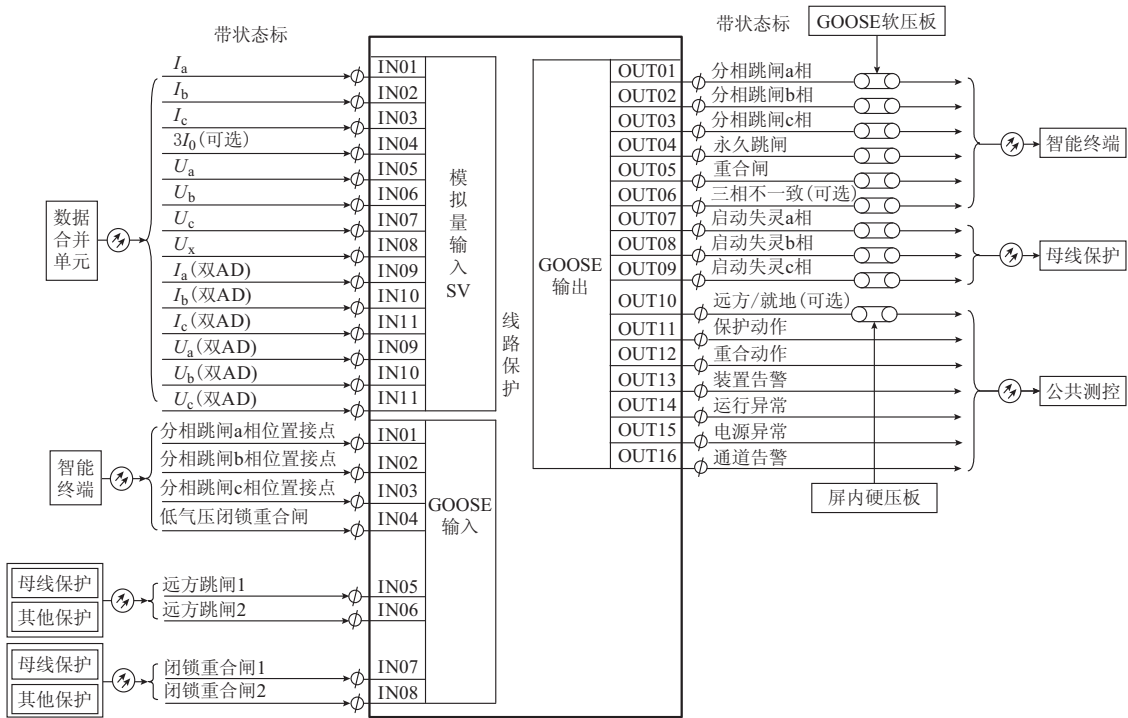 带状态标
带状态标
GOOSE软压板
数据
合并
单元
Ia
Ib
Ic
3I0(可选)
Ua
Ub
Uc
Ux
Ia(双AD)
Ib(双AD)
Ic(双AD)
Ua(双AD)
Ub(双AD)
Uc(双AD)
IN01
IN02
IN03
IN04
IN05
IN06
IN07
IN08
IN09
IN10
IN11
IN09
IN10
IN11
模
拟
量
输
入
SV
线
路
保
护
智能
终端
分相跳闸a相位置接点
分相跳闸b相位置接点
分相跳闸c相位置接点
低气压闭锁重合闸
IN01
IN02
IN03
IN04
GOOSE
输入
母线保护
其他保护
远方跳闸1
远方跳闸2
IN05
IN06
母线保护
其他保护
闭锁重合闸1
闭锁重合闸2
IN07
IN08
GOOSE
输出
OUT01
OUT02
OUT03
OUT04
OUT05
OUT06
OUT07
OUT08
OUT09
OUT10
OUT11
OUT12
OUT13
OUT14
OUT15
OUT16
分相跳闸a相
分相跳闸b相
分相跳闸c相
永久跳闸
重合闸
三相不一致(可选)
启动失灵a相
启动失灵b相
启动失灵c相
远方/就地(可选)
保护动作
重合动作
装置告警
运行异常
电源异常
通道告警
智能终端
母线保护
公共测控
屏内硬压板